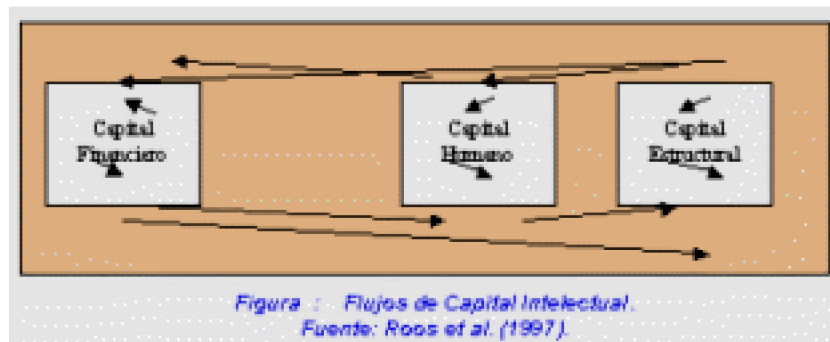 Capital
Financiero
Capital
Humano
Capital
Estructural
Figura : Flujos de Capital Intelectual.
Fuente: Roos et al. (1997).